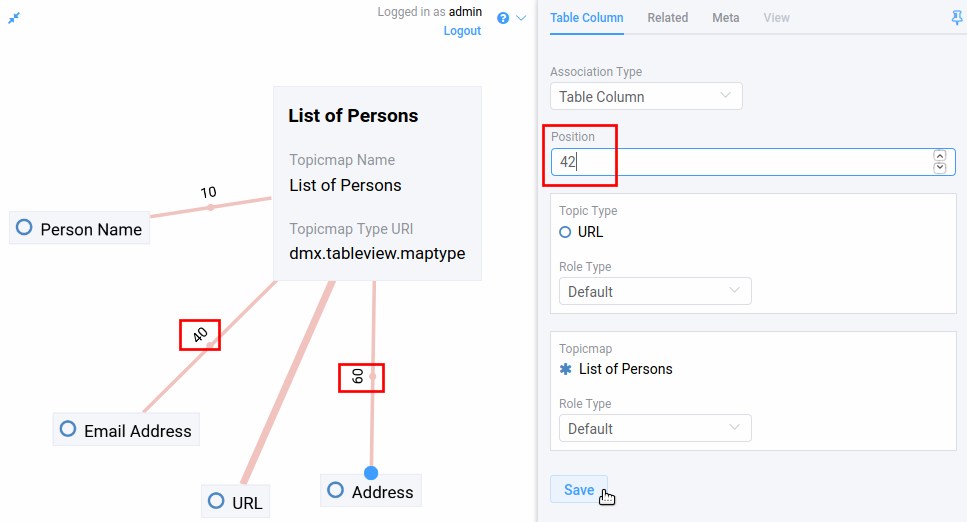 Logged in as admin
Logout
List of Persons
Topicmap Name
List of Persons
Topicmap Type URI
dmx.tableview.maptype
10
Person Name
40
60
Email Address
URL
Address
Table Column
Related
Meta
View
Association Type
Table Column
Position
42
Topic Type
URL
Role Type
Default
Topicmap
List of Persons
Role Type
Default
Save